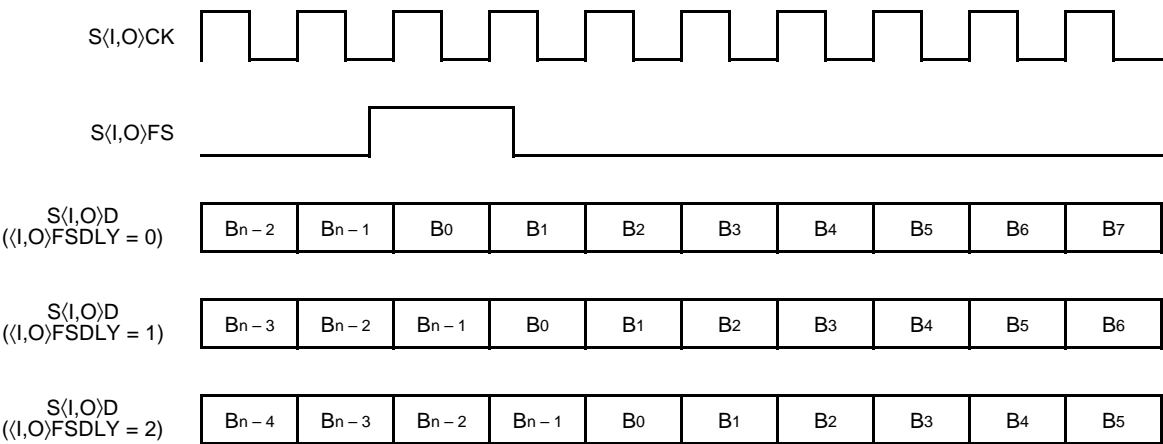 S⟨I,O⟩CK
S⟨I,O⟩FS
S⟨I,O⟩D
(⟨I,O⟩FSDLY = 0)
Bn – 2 Bn – 1 B0 B1 B2 B3 B4 B5 B6 B7
S⟨I,O⟩D
(⟨I,O⟩FSDLY = 1)
Bn – 3 Bn – 2 Bn – 1 B0 B1 B2 B3 B4 B5 B6
S⟨I,O⟩D
(⟨I,O⟩FSDLY = 2)
Bn – 4 Bn – 3 Bn – 2 Bn – 1 B0 B1 B2 B3 B4 B5